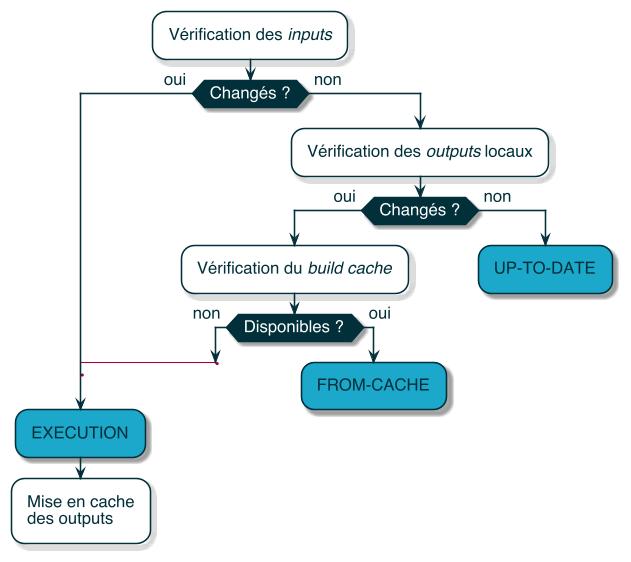 Vérification des inputs
oui
Changés ?
non
Vérification des outputs locaux
oui
Changés ?
non
Vérification du build cache
UP-TO-DATE
non
Disponibles ?
oui
FROM-CACHE
EXECUTION
Mise en cache
des outputs